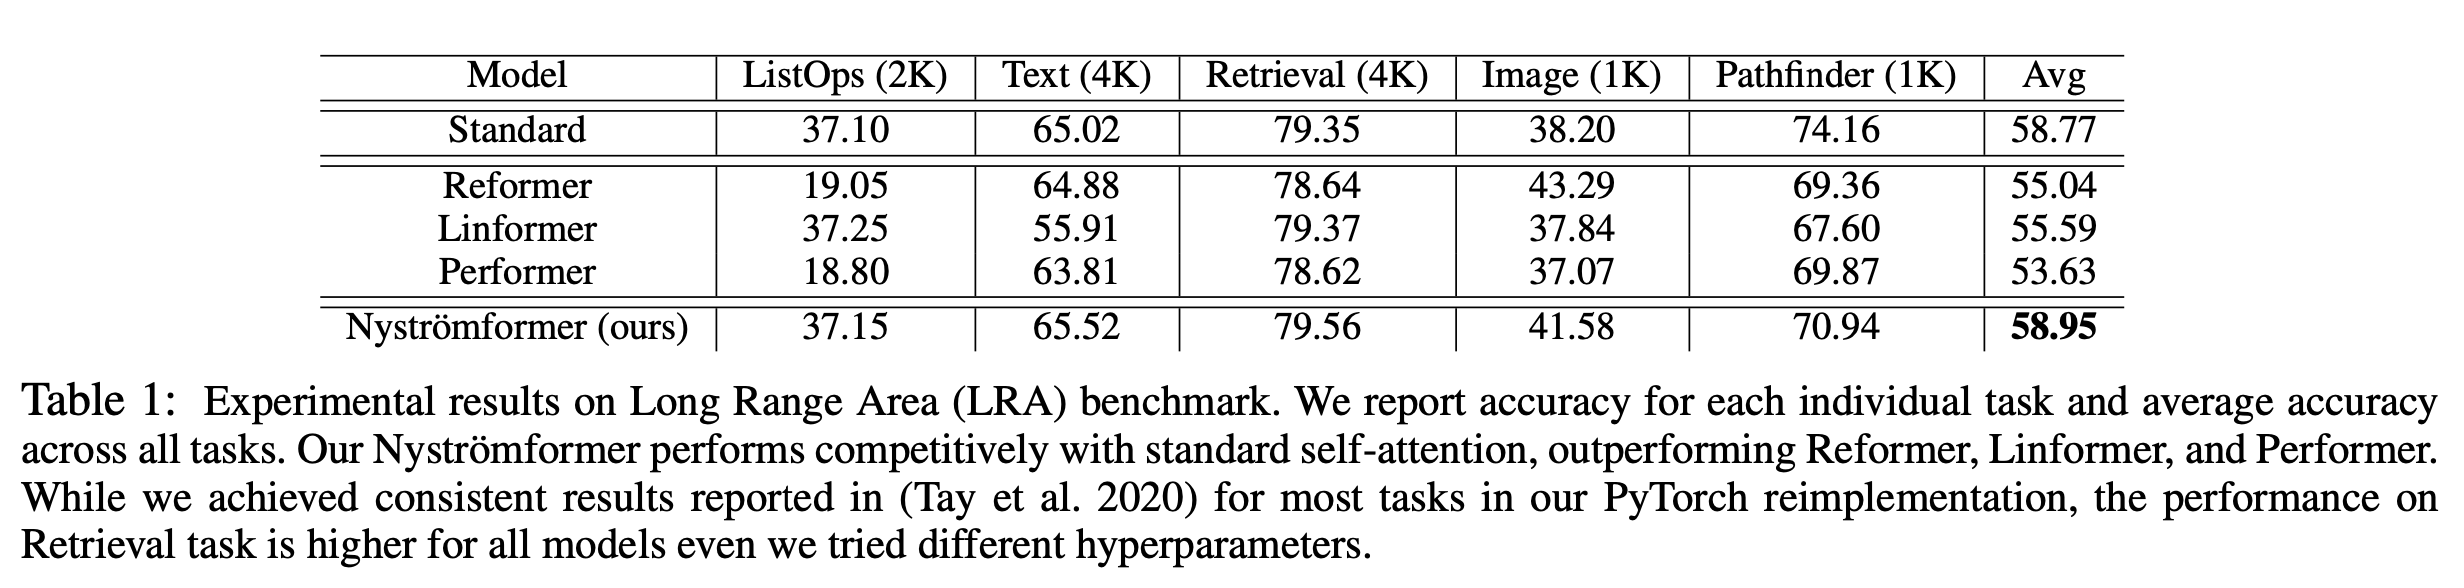 Model ListOps (2K) Text (4K) Retrieval (4K) Image (1K) Pathfinder (1K) Avg
Standard 37.10 65.02 79.35 38.20 74.16 58.77
Reformer 19.05 64.88 78.64 43.29 69.36 55.04
Linformer 37.25 55.91 79.37 37.84 67.60 55.59
Performer 18.80 63.81 78.62 37.07 69.87 53.63
Nyströmformer (ours) 37.15 65.52 79.56 41.58 70.94 58.95
Table 1: Experimental results on Long Range Area (LRA) benchmark. We report accuracy for each individual task and average accuracy
across all tasks. Our Nyströmformer performs competitively with standard self-attention, outperforming Reformer, Linformer, and Performer.
While we achieved consistent results reported in (Tay et al. 2020) for most tasks in our PyTorch reimplementation, the performance on
Retrieval task is higher for all models even we tried different hyperparameters.